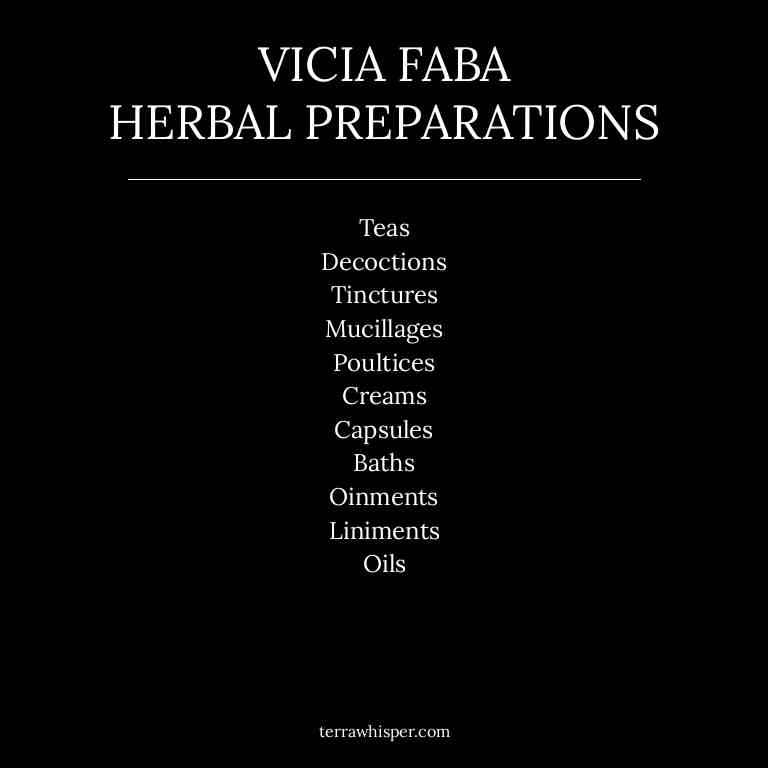 VICIA FABA
HERBAL PREPARATIONS
Teas
Decoctions
Tinctures
Mucillages
Poultices
Creams
Capsules
Baths
Oinments
Liniments
Oils
terrawhisper.com